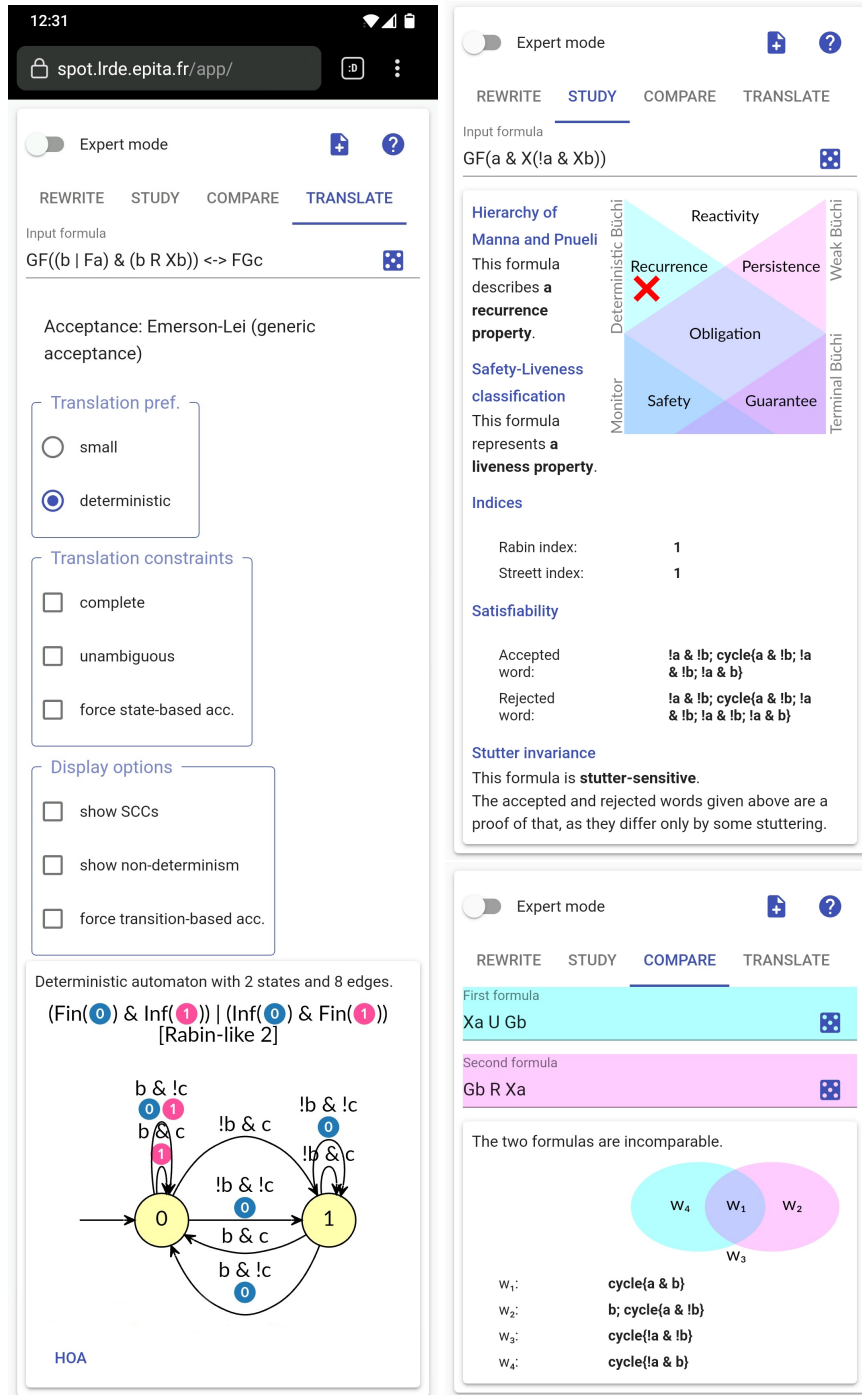 12:31
spot.lrde.epita.fr/app/
:D
Expert mode
REWRITE STUDY COMPARE TRANSLATE
Input formula
GF((b | Fa) & (b R Xb)) <-> FGc
Acceptance: Emerson-Lei (generic
acceptance)
Translation pref.
small
deterministic
Translation constraints
complete
unambiguous
force state-based acc.
Display options
show SCCs
show non-determinism
force transition-based acc.
Deterministic automaton with 2 states and 8 edges.
(Fin(0) & Inf(1)) | (Inf(0) & Fin(1))
[Rabin-like 2]
b & !c
0 1
b & c
1
!b & c
!b & !c
0
!b & c
!b & !c
0
0
1
b & c
b & !c
0
HOA
Expert mode
REWRITE STUDY COMPARE TRANSLATE
Input formula
GF(a & X(!a & Xb))
Hierarchy of
Manna and Pnueli
This formula
describes a
recurrence
property.
Safety-Liveness
classification
This formula
represents a
liveness property.
Deterministic Büchi
Monitor
Reactivity
Recurrence
Persistence
Obligation
Safety
Guarantee
Weak Büchi
Terminal Büchi
Indices
Rabin index: 1
Streett index: 1
Satisfiability
Accepted !a & !b; cycle{a & !b; !a
word: & !b; !a & b}
Rejected !a & !b; cycle{a & !b; !a
word: & !b; !a & !b; !a & b}
Stutter invariance
This formula is stutter-sensitive.
The accepted and rejected words given above are a
proof of that, as they differ only by some stuttering.
Expert mode
REWRITE STUDY COMPARE TRANSLATE
First formula
Xa U Gb
Second formula
Gb R Xa
The two formulas are incomparable.
w₄ w₁ w₂
w₃
w₁: cycle{a & b}
w₂: b; cycle{a & !b}
w₃: cycle{!a & !b}
w₄: cycle{!a & b}